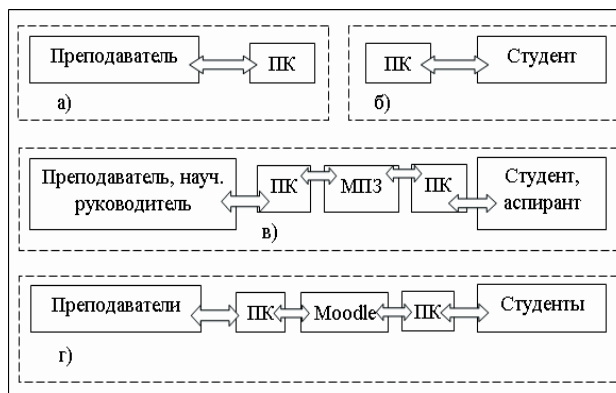 Преподаватель
ПК
а)
ПК
Студент
б)
Преподаватель, науч.
руководитель
ПК
МПЗ
ПК
Студент,
аспирант
в)
Преподаватели
ПК
Moodle
ПК
Студенты
г)